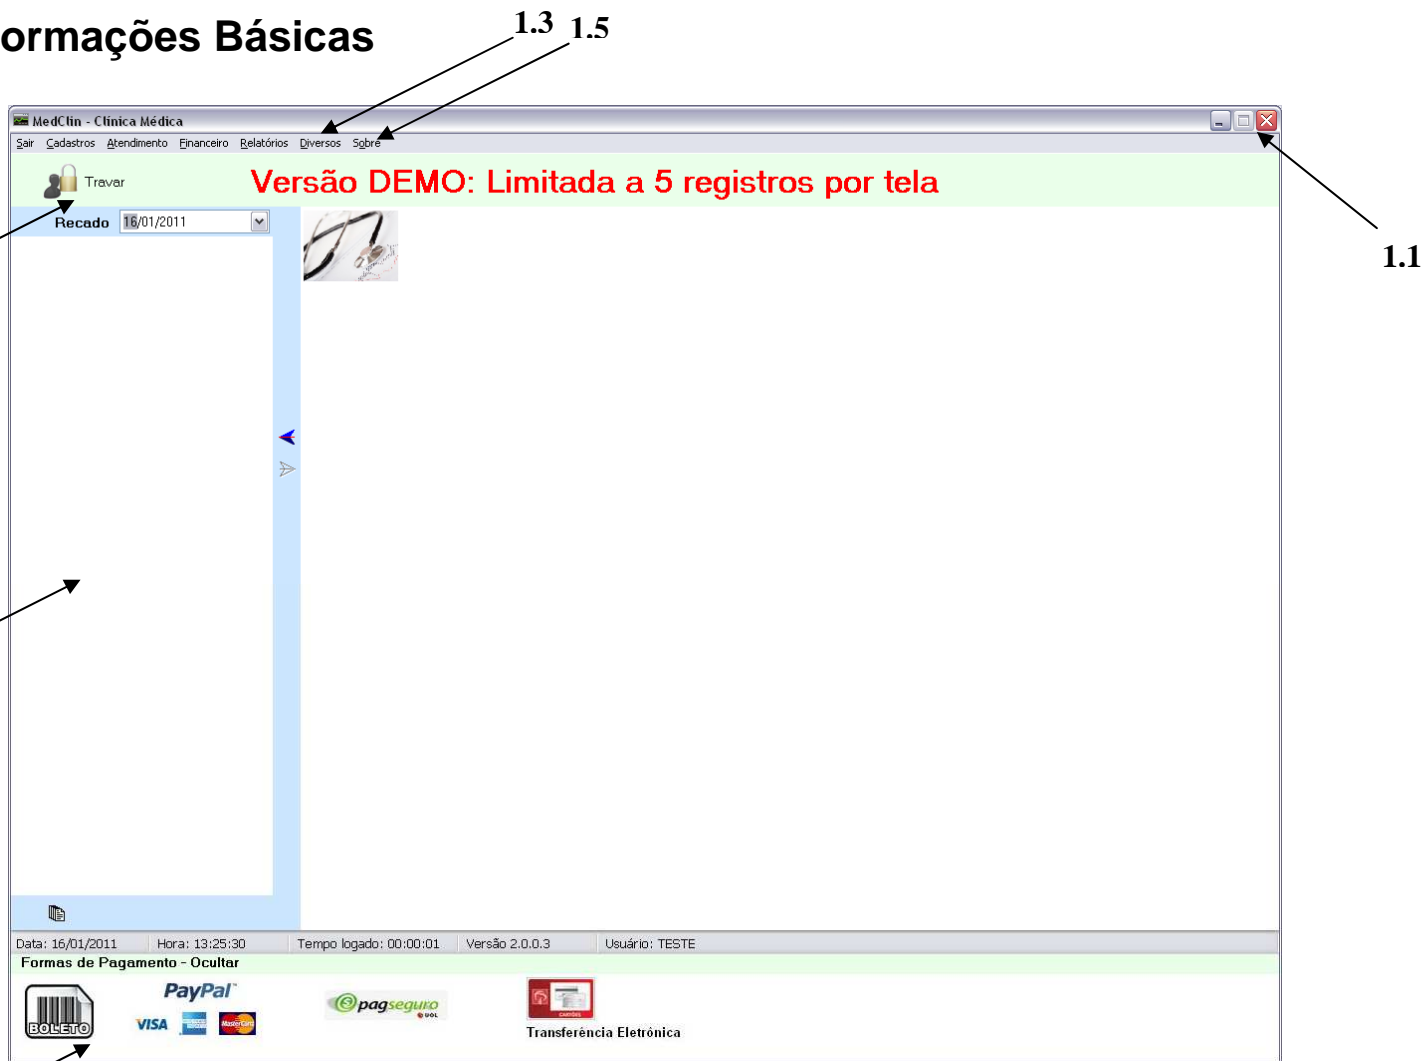 1.3 1.5
ormações Básicas
MedClin - Clínica Médica
Sair Cadastros Atendimento Financeiro Relatórios Diversos Sobre
Travar
Versão DEMO: Limitada a 5 registros por tela
Recado 16/01/2011
1.1
Data: 16/01/2011 Hora: 13:25:30 Tempo logado: 00:00:01 Versão 2.0.0.3 Usuário: TESTE
Formas de Pagamento - Ocultar
BOLETO
PayPal
VISA MasterCard
pagseguro
UOL
CARTÕES
Transferência Eletrônica